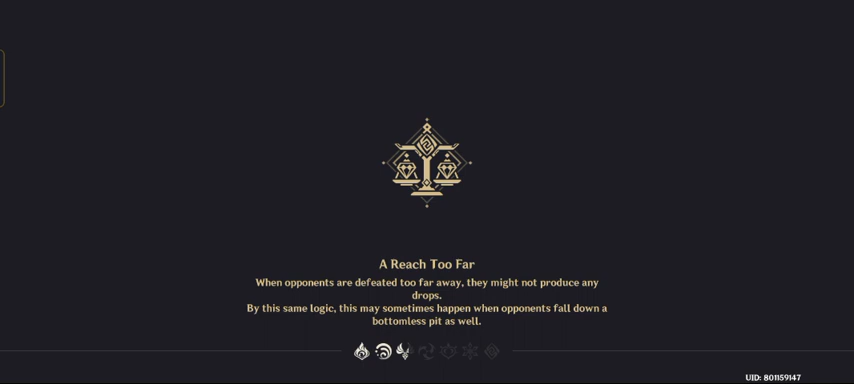 A Reach Too Far
When opponents are defeated too far away, they might not produce any
drops.
By this same logic, this may sometimes happen when opponents fall down a
bottomless pit as well.
UID: 801159147